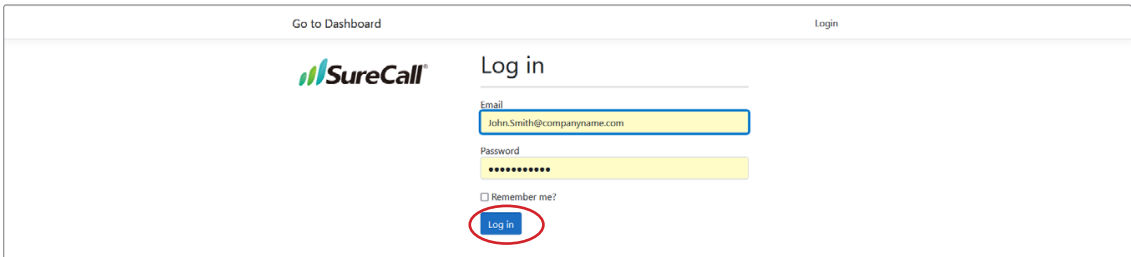 Go to Dashboard
Login
SureCall®
Log in
Email
John.Smith@companyname.com
Password
•••••••••••
Remember me?
Log in